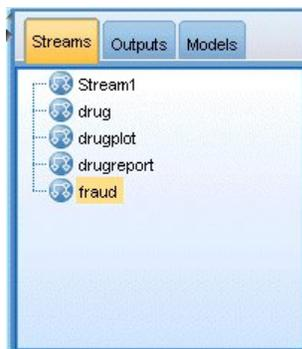 Streams Outputs Models
Stream1
drug
drugplot
drugreport
fraud